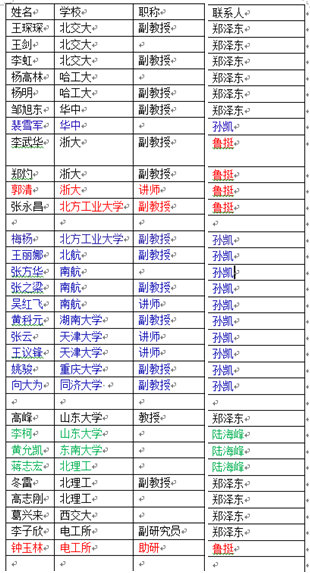 姓名 学校 职称 联系人
王琛琛 北交大 副教授 郑泽东
王剑 北交大 郑泽东
李虹 北交大 副教授 郑泽东
杨高林 哈工大 郑泽东
杨明 哈工大 副教授 郑泽东
邹旭东 华中 副教授 郑泽东
裴雪军 华中 孙凯
李武华 浙大 副教授 鲁挺
郑灼 浙大 副教授 鲁挺
郭清 浙大 讲师 鲁挺
张永昌 北方工业大学 副教授 鲁挺
梅杨 北方工业大学 副教授 孙凯
王丽娜 北航 副教授 孙凯
张方华 南航 孙凯
张之梁 南航 副教授 孙凯
吴红飞 南航 讲师 孙凯
黄科元 湖南大学 副教授 孙凯
张云 天津大学 讲师 孙凯
王议锋 天津大学 讲师 孙凯
姚骏 重庆大学 副教授 孙凯
向大为 同济大学 副教授 孙凯
高峰 山东大学 教授 郑泽东
李柯 山东大学 陆海峰
黄允凯 东南大学 陆海峰
蒋志宏 北理工 陆海峰
冬雷 北理工 副教授 郑泽东
高志刚 北理工 郑泽东
葛兴来 西交大 郑泽东
李子欣 电工所 副研究员 郑泽东
钟玉林 电工所 助研 鲁挺